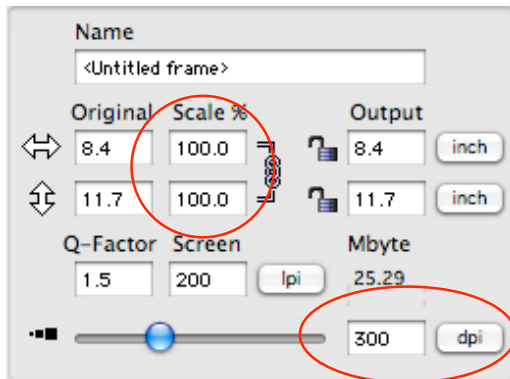 Name
<Untitled frame>
Original Scale % Output
8.4 100.0 8.4 inch
11.7 100.0 11.7 inch
Q-Factor Screen Mbyte
1.5 200 lpi 25.29
300 dpi